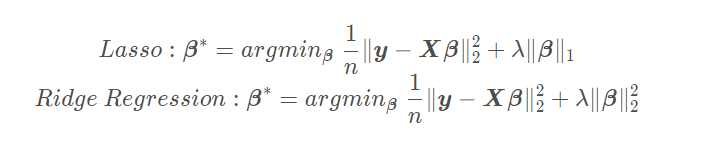 Lasso : β* = argmin_β 1/n ‖y − Xβ‖₂² + λ‖β‖₁
Ridge Regression : β* = argmin_β 1/n ‖y − Xβ‖₂² + λ‖β‖₂²